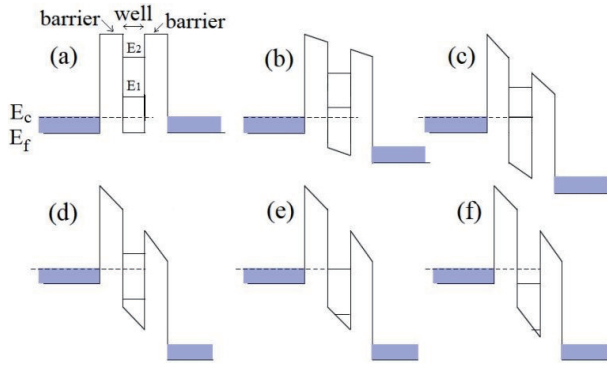 well
barrier barrier
(a)
E2
E1
Ec
Ef
(b)
(c)
(d)
(e)
(f)